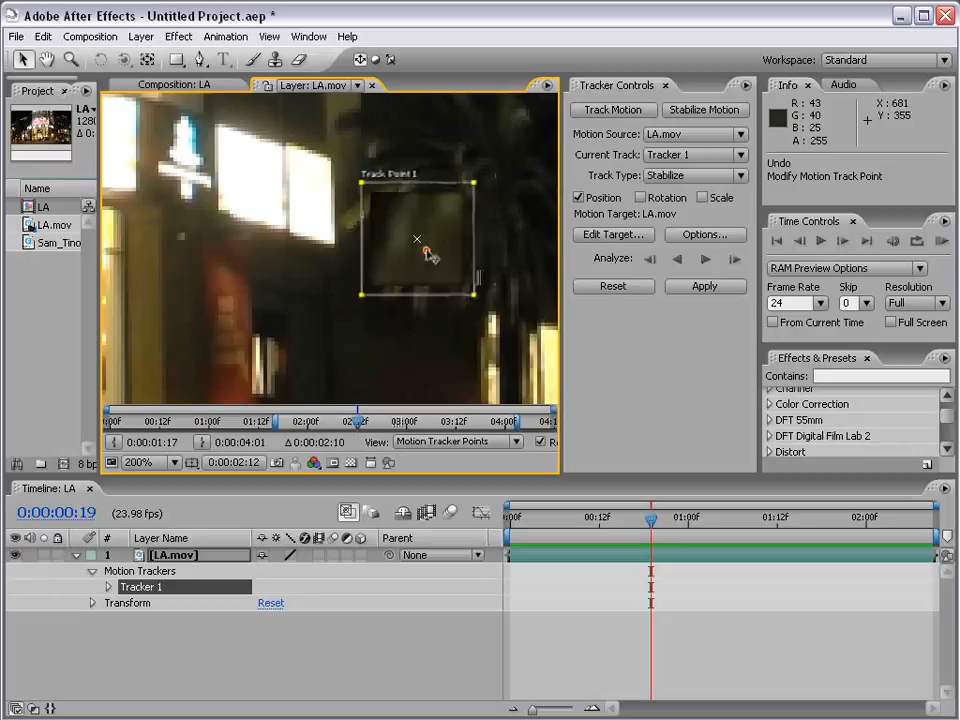 Adobe After Effects - Untitled Project.aep *
File Edit Composition Layer Effect Animation View Window Help
Workspace: Standard
Project
Composition: LA
Layer: LA.mov
Tracker Controls
Info
Audio
LA
1280
Δ 0:
Name
LA
LA.mov
Sam_Tino
8 bp
Track Point 1
Track Motion
Stabilize Motion
Motion Source: LA.mov
Current Track: Tracker 1
Track Type: Stabilize
Position Rotation Scale
Motion Target: LA.mov
Edit Target... Options...
Analyze:
Reset Apply
R: 43
G: 40
B: 25
A: 255
X: 681
Y: 355
Undo
Modify Motion Track Point
Time Controls
RAM Preview Options
Frame Rate Skip Resolution
24 0 Full
From Current Time Full Screen
Effects & Presets
Contains:
Channel
Color Correction
DFT 55mm
DFT Digital Film Lab 2
Distort
:00f 00:12f 01:00f 01:12f 02:00f 03:00f 03:12f 04:00f 04:1
0:00:01:17 0:00:04:01 Δ 0:00:02:10 View: Motion Tracker Points Re
200% 0:00:02:12
Timeline: LA
0:00:00:19 (23.98 fps)
# Layer Name Parent
1 [LA.mov] None
Motion Trackers
Tracker 1
Transform Reset
:00f 00:12f 01:00f 01:12f 02:00f